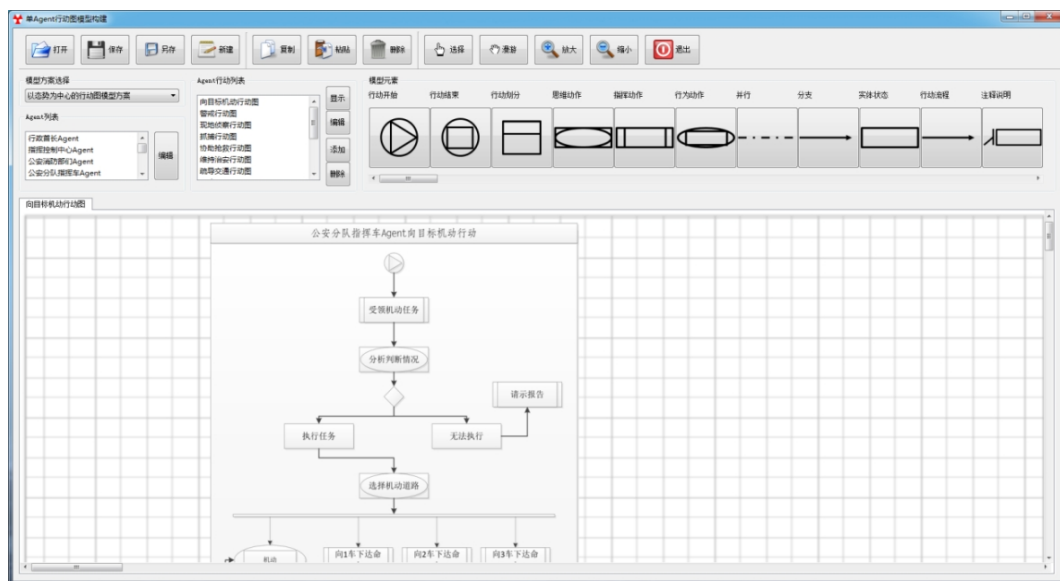 单Agent行动图模型构建
打开 保存 另存 新建 复制 粘贴 删除 选择 漫游 放大 缩小 退出
模型方案选择
以态势为中心的行动图模型方案
Agent列表
行政首长Agent
指挥控制中心Agent
公安消防部门Agent
公安分队指挥车Agent
编辑
Agent行动列表
向目标机动行动图
警戒行动图
现地侦察行动图
抓捕行动图
协助抢救行动图
维持治安行动图
疏导交通行动图
显示
编辑
添加
删除
模型元素
行动开始 行动结束 行动划分 思维动作 指挥动作 行为动作 并行 分支 实体状态 行动流程 注释说明
向目标机动行动图
公安分队指挥车Agent向目标机动行动
受领机动任务
分析判断情况
请示报告
执行任务 无法执行
选择机动道路
机动 向1车下达命 向2车下达命 向3车下达命